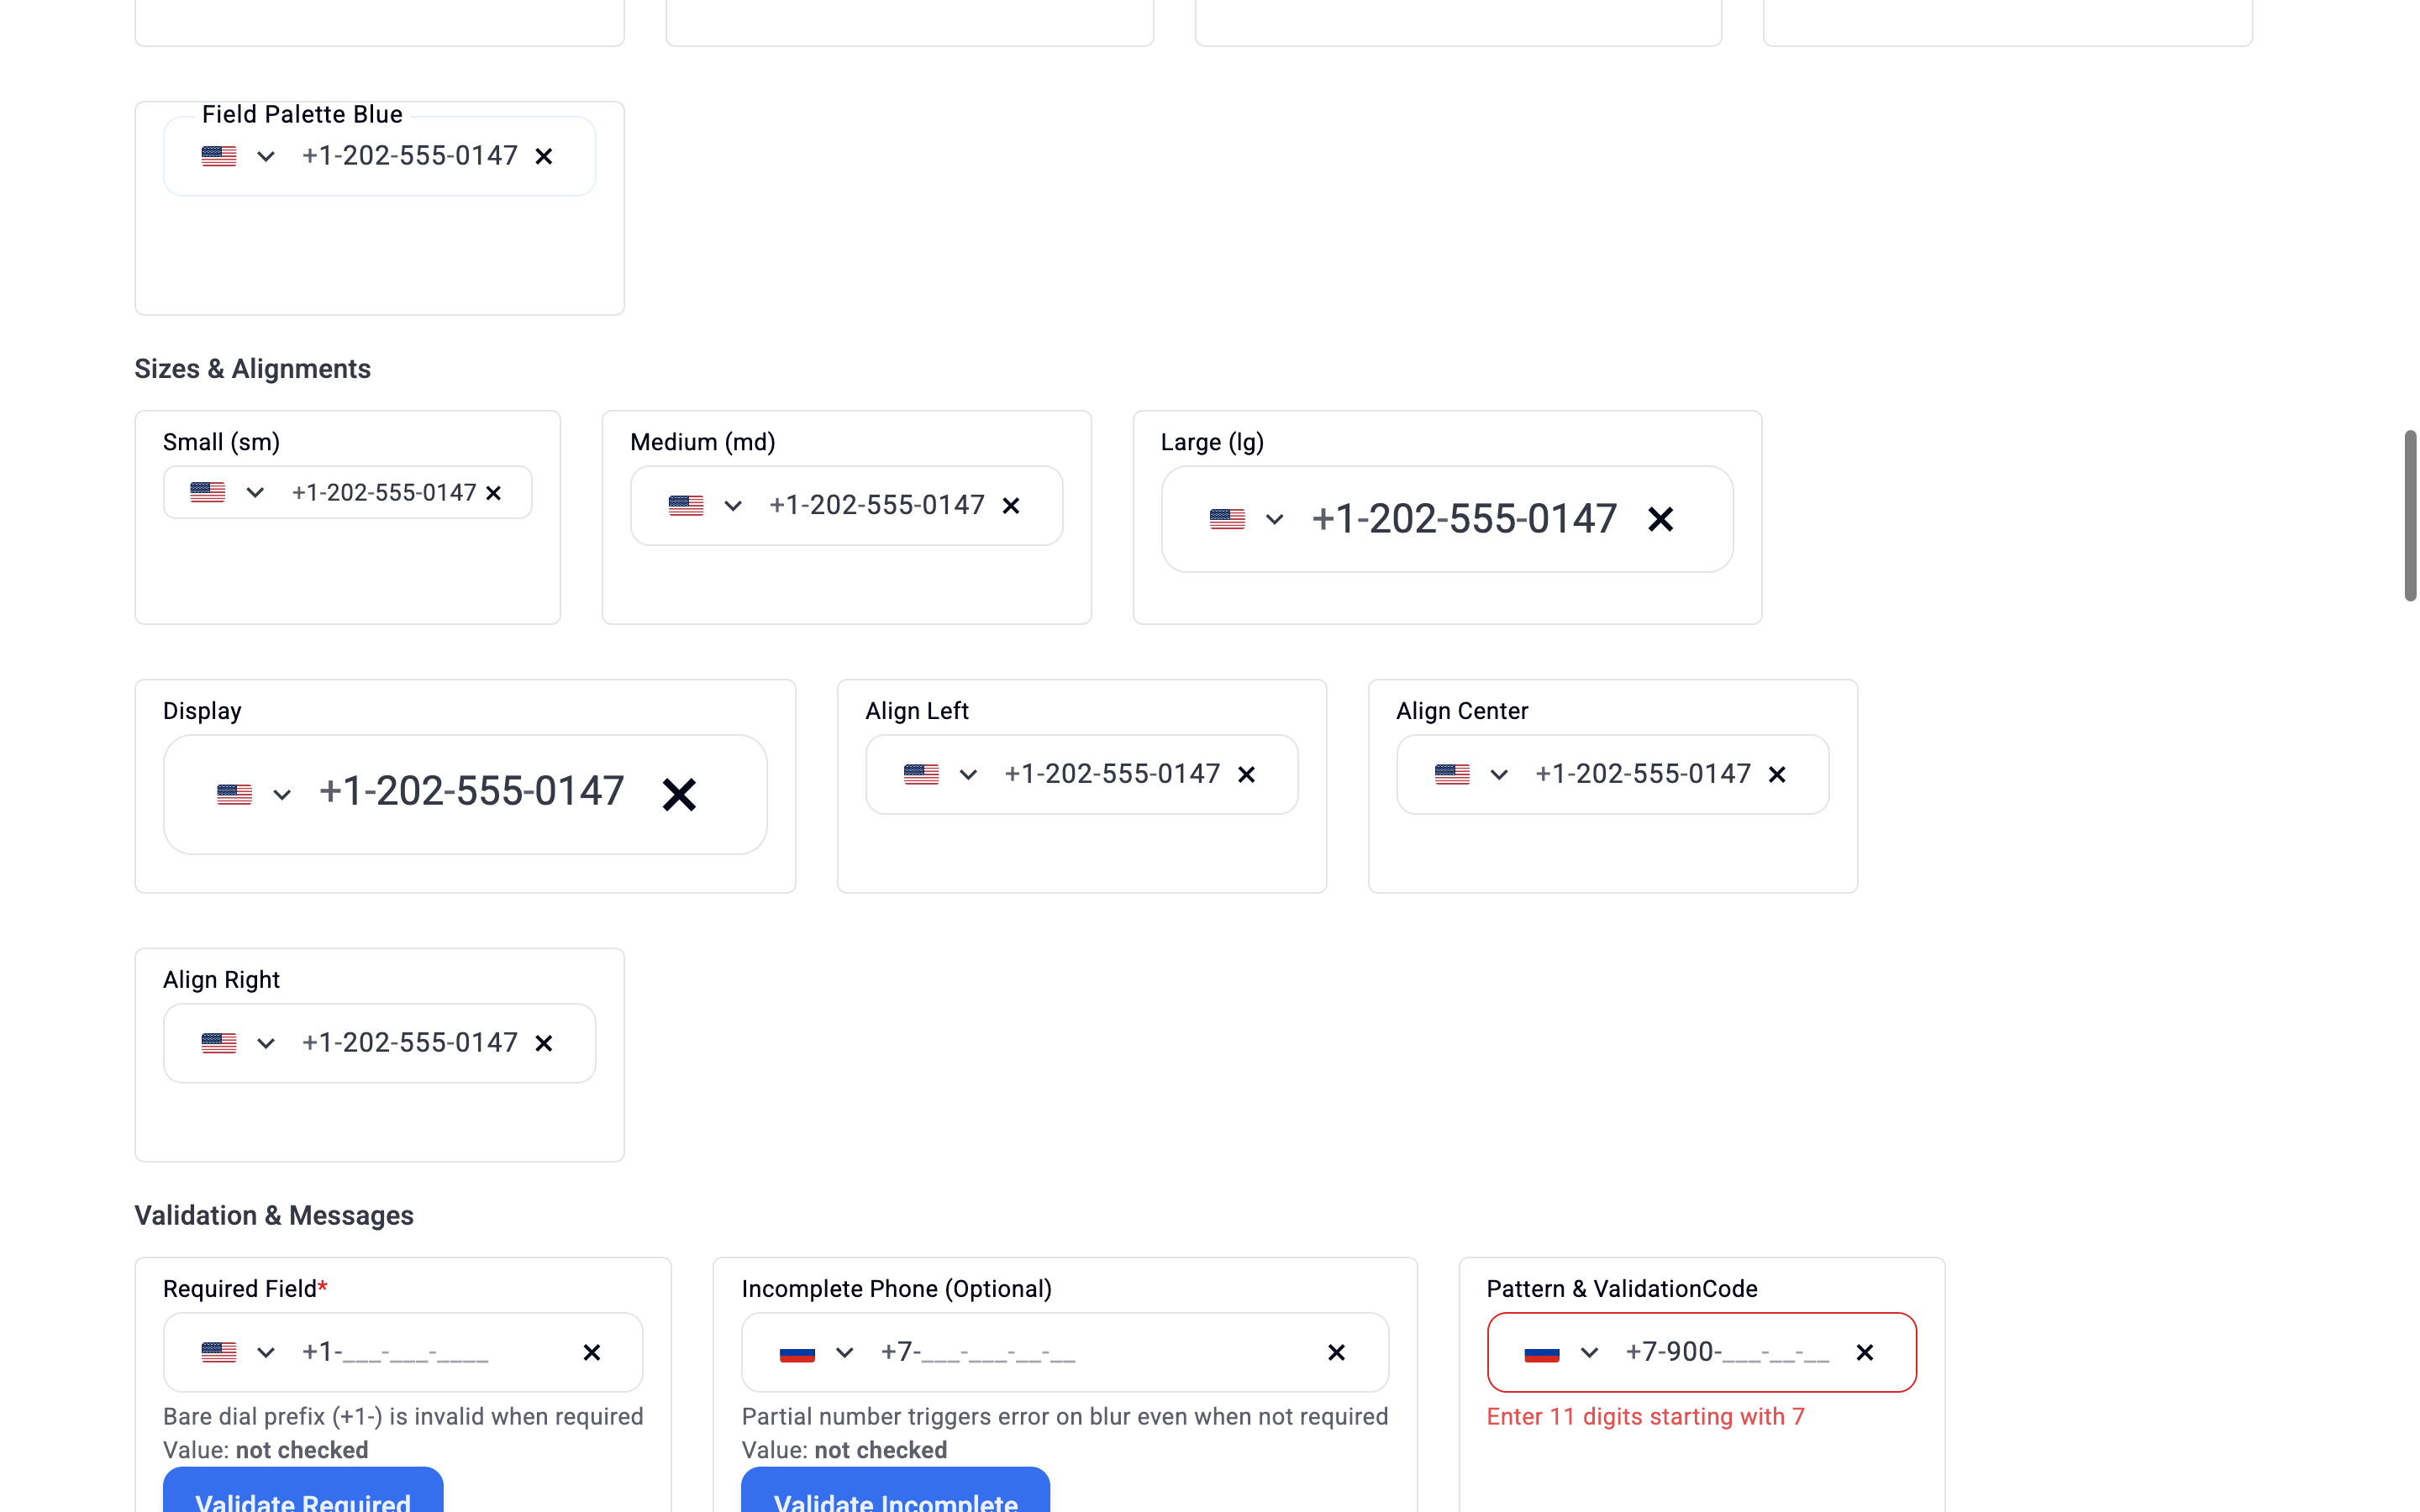 Field Palette Blue
+1-202-555-0147
Sizes & Alignments
Small (sm)
+1-202-555-0147
Medium (md)
+1-202-555-0147
Large (lg)
+1-202-555-0147
Display
+1-202-555-0147
Align Left
+1-202-555-0147
Align Center
+1-202-555-0147
Align Right
+1-202-555-0147
Validation & Messages
Required Field*
+1-___-___-____
Bare dial prefix (+1-) is invalid when required
Value: not checked
Validate Required
Incomplete Phone (Optional)
+7-___-___-__-__
Partial number triggers error on blur even when not required
Value: not checked
Validate Incomplete
Pattern & ValidationCode
+7-900-___-__-__
Enter 11 digits starting with 7